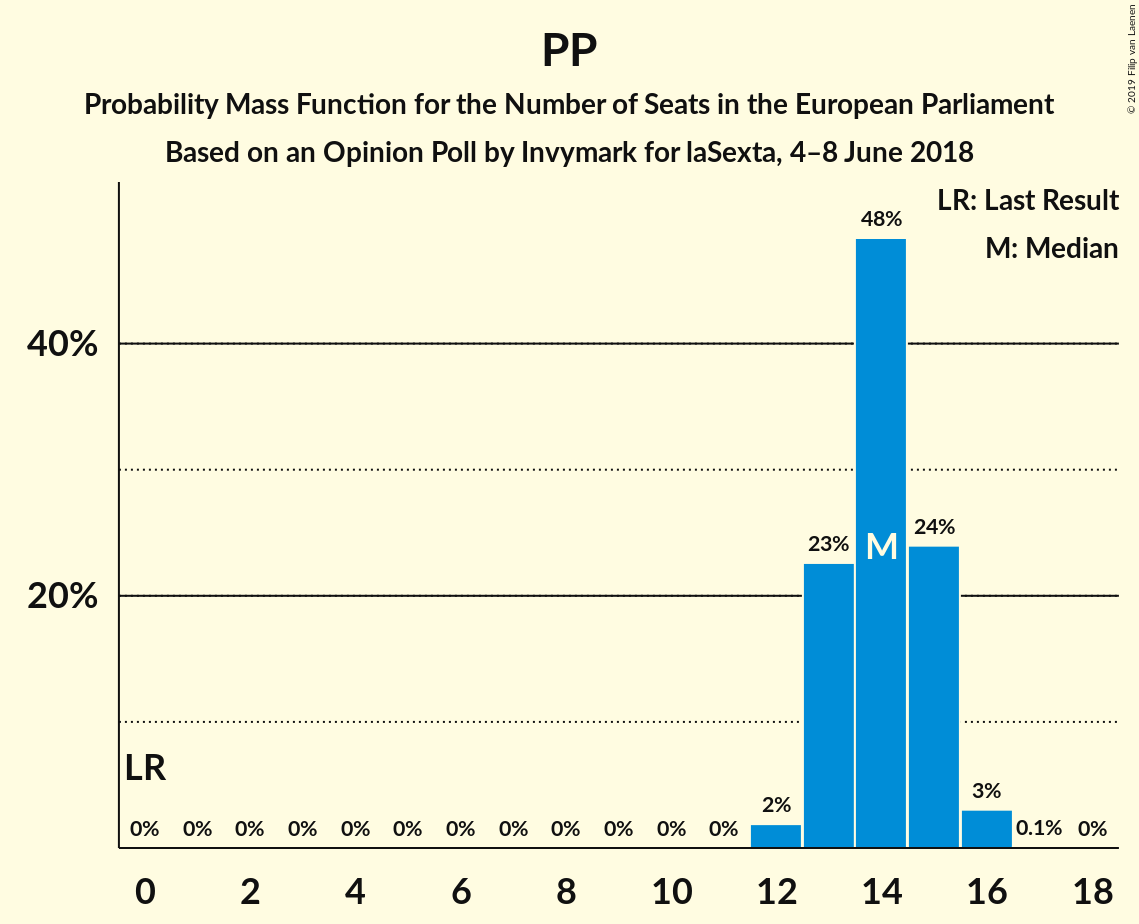 PP
Probability Mass Function for the Number of Seats in the European Parliament
Based on an Opinion Poll by Invymark for laSexta, 4–8 June 2018
© 2019 Filip van Laenen
LR: Last Result
M: Median
48%
40%
24%
23%
M
20%
LR
3%
2%
0% 0% 0% 0% 0% 0% 0% 0% 0% 0% 0% 0% 0.1% 0%
0 2 4 6 8 10 12 14 16 18